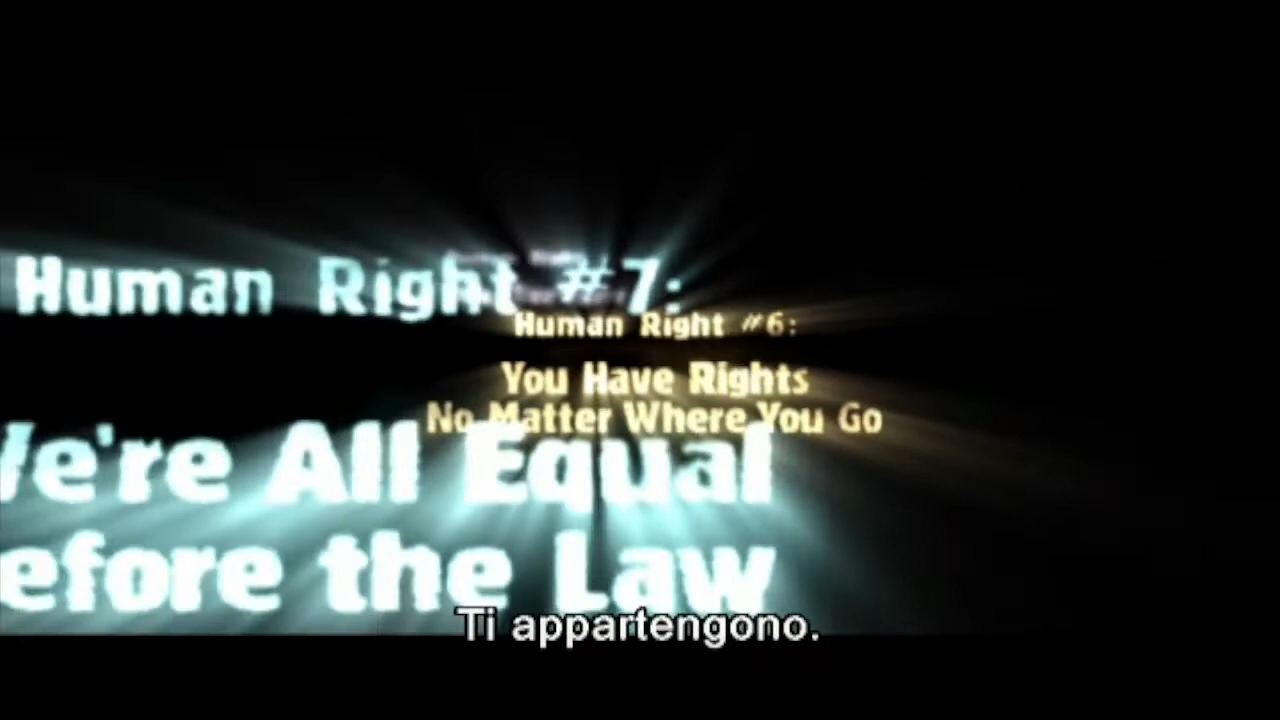 Human Right #7:
Human Right #6:
You Have Rights
No Matter Where You Go
We're All Equal
efore the Law
Ti appartengono.